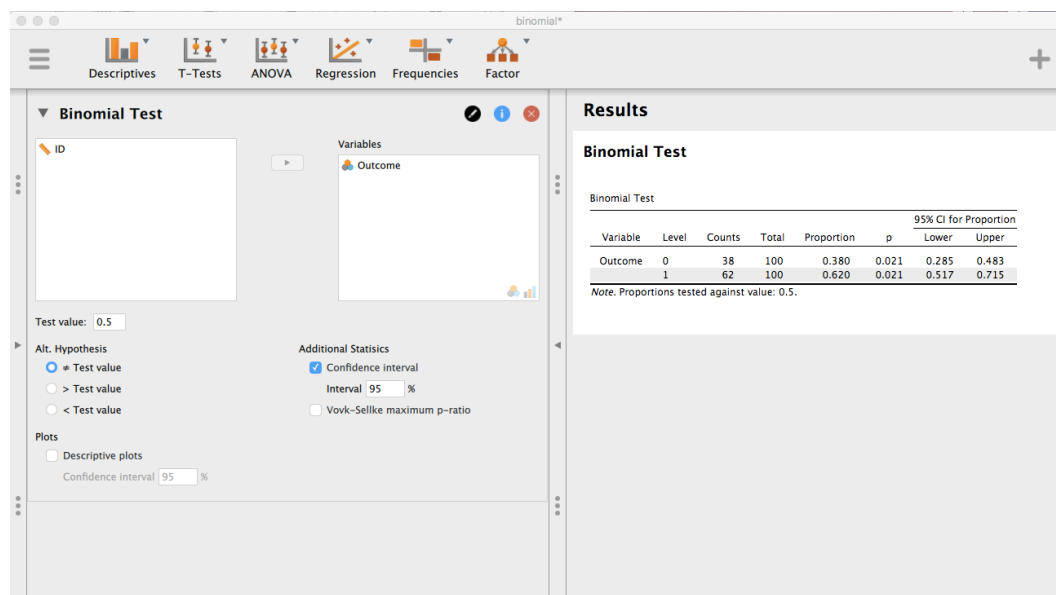 binomial*
Descriptives T-Tests ANOVA Regression Frequencies Factor
Binomial Test
ID
Variables
Outcome
Test value: 0.5
Alt. Hypothesis
≠ Test value
> Test value
< Test value
Additional Statisics
Confidence interval
Interval 95 %
Vovk-Sellke maximum p-ratio
Plots
Descriptive plots
Confidence interval 95 %
Results
Binomial Test
Binomial Test
95% CI for Proportion
Variable Level Counts Total Proportion p Lower Upper
Outcome 0 38 100 0.380 0.021 0.285 0.483
1 62 100 0.620 0.021 0.517 0.715
Note. Proportions tested against value: 0.5.